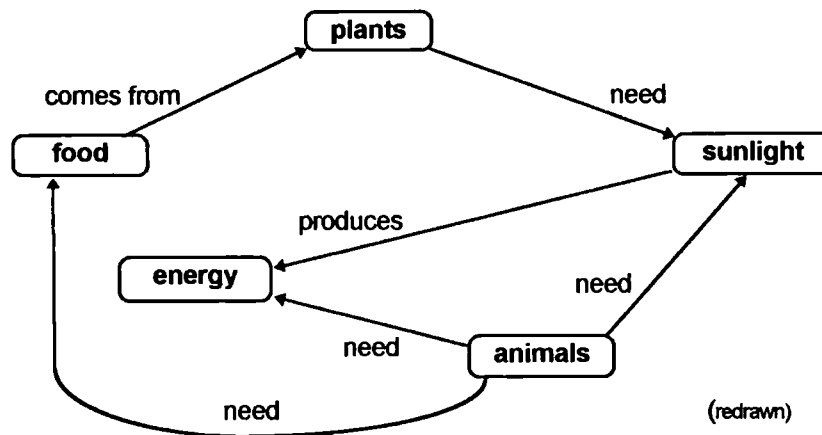 plants
comes from
need
food
sunlight
produces
energy
need
need
animals
need
(redrawn)